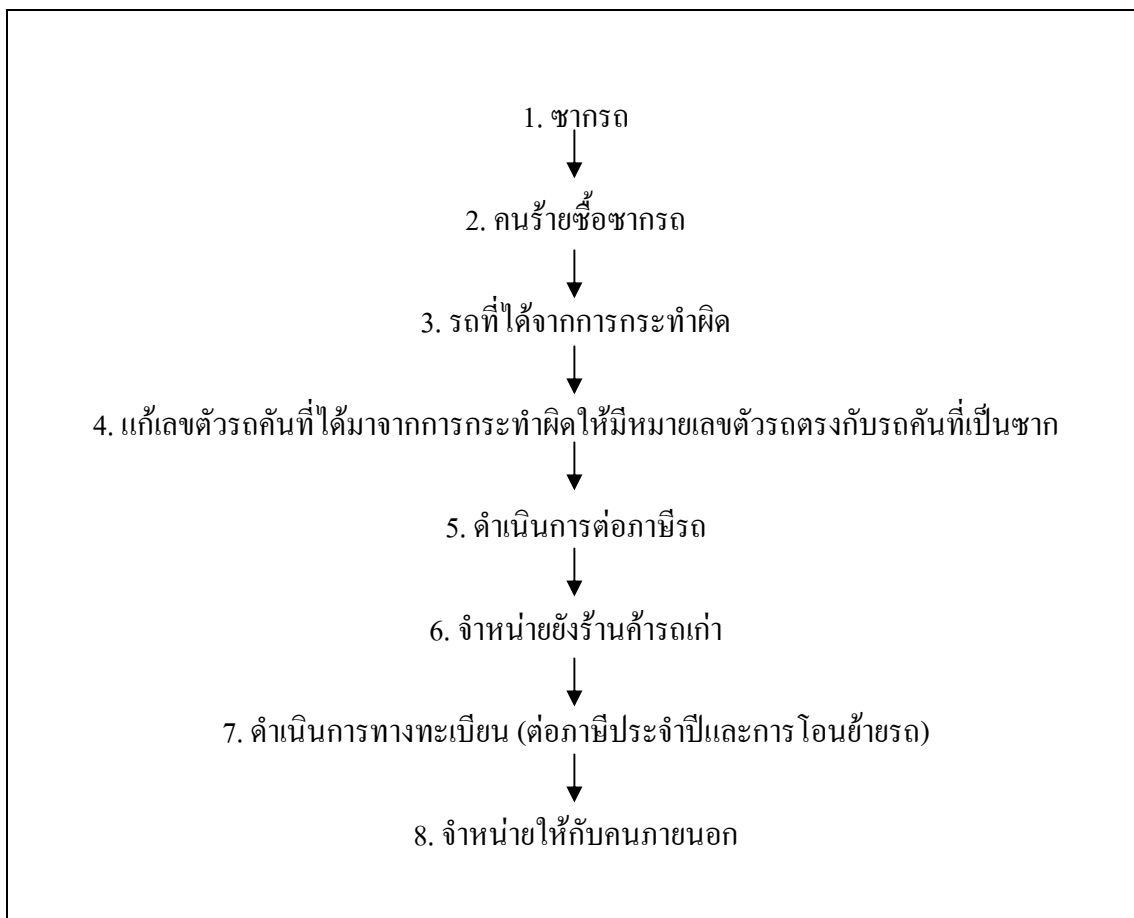 1. ซากรถ
2. คนร้ายซื้อซากรถ
3. รถที่ได้จากการกระทำผิด
4. แก้เลขตัวรถคันที่ได้มาจากการกระทำผิดให้มีหมายเลขตัวรถตรงกับรถคันที่เป็นซาก
5. ดำเนินการต่อภาษีรถ
6. จำหน่ายยังร้านค้ารถเก่า
7. ดำเนินการทางทะเบียน (ต่อภาษีประจำปีและการโอนย้ายรถ)
8. จำหน่ายให้กับคนภายนอก